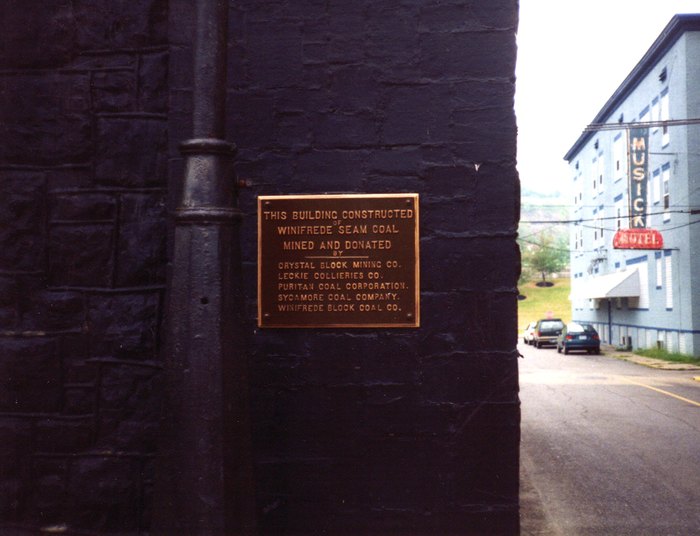 THIS BUILDING CONSTRUCTED
OF
WINIFREDE SEAM COAL
MINED AND DONATED
BY
CRYSTAL BLOCK MINING CO.
LECKIE COLLIERIES CO.
PURITAN COAL CORPORATION.
SYCAMORE COAL COMPANY.
WINIFREDE BLOCK COAL CO.
MUSICK
HOTEL